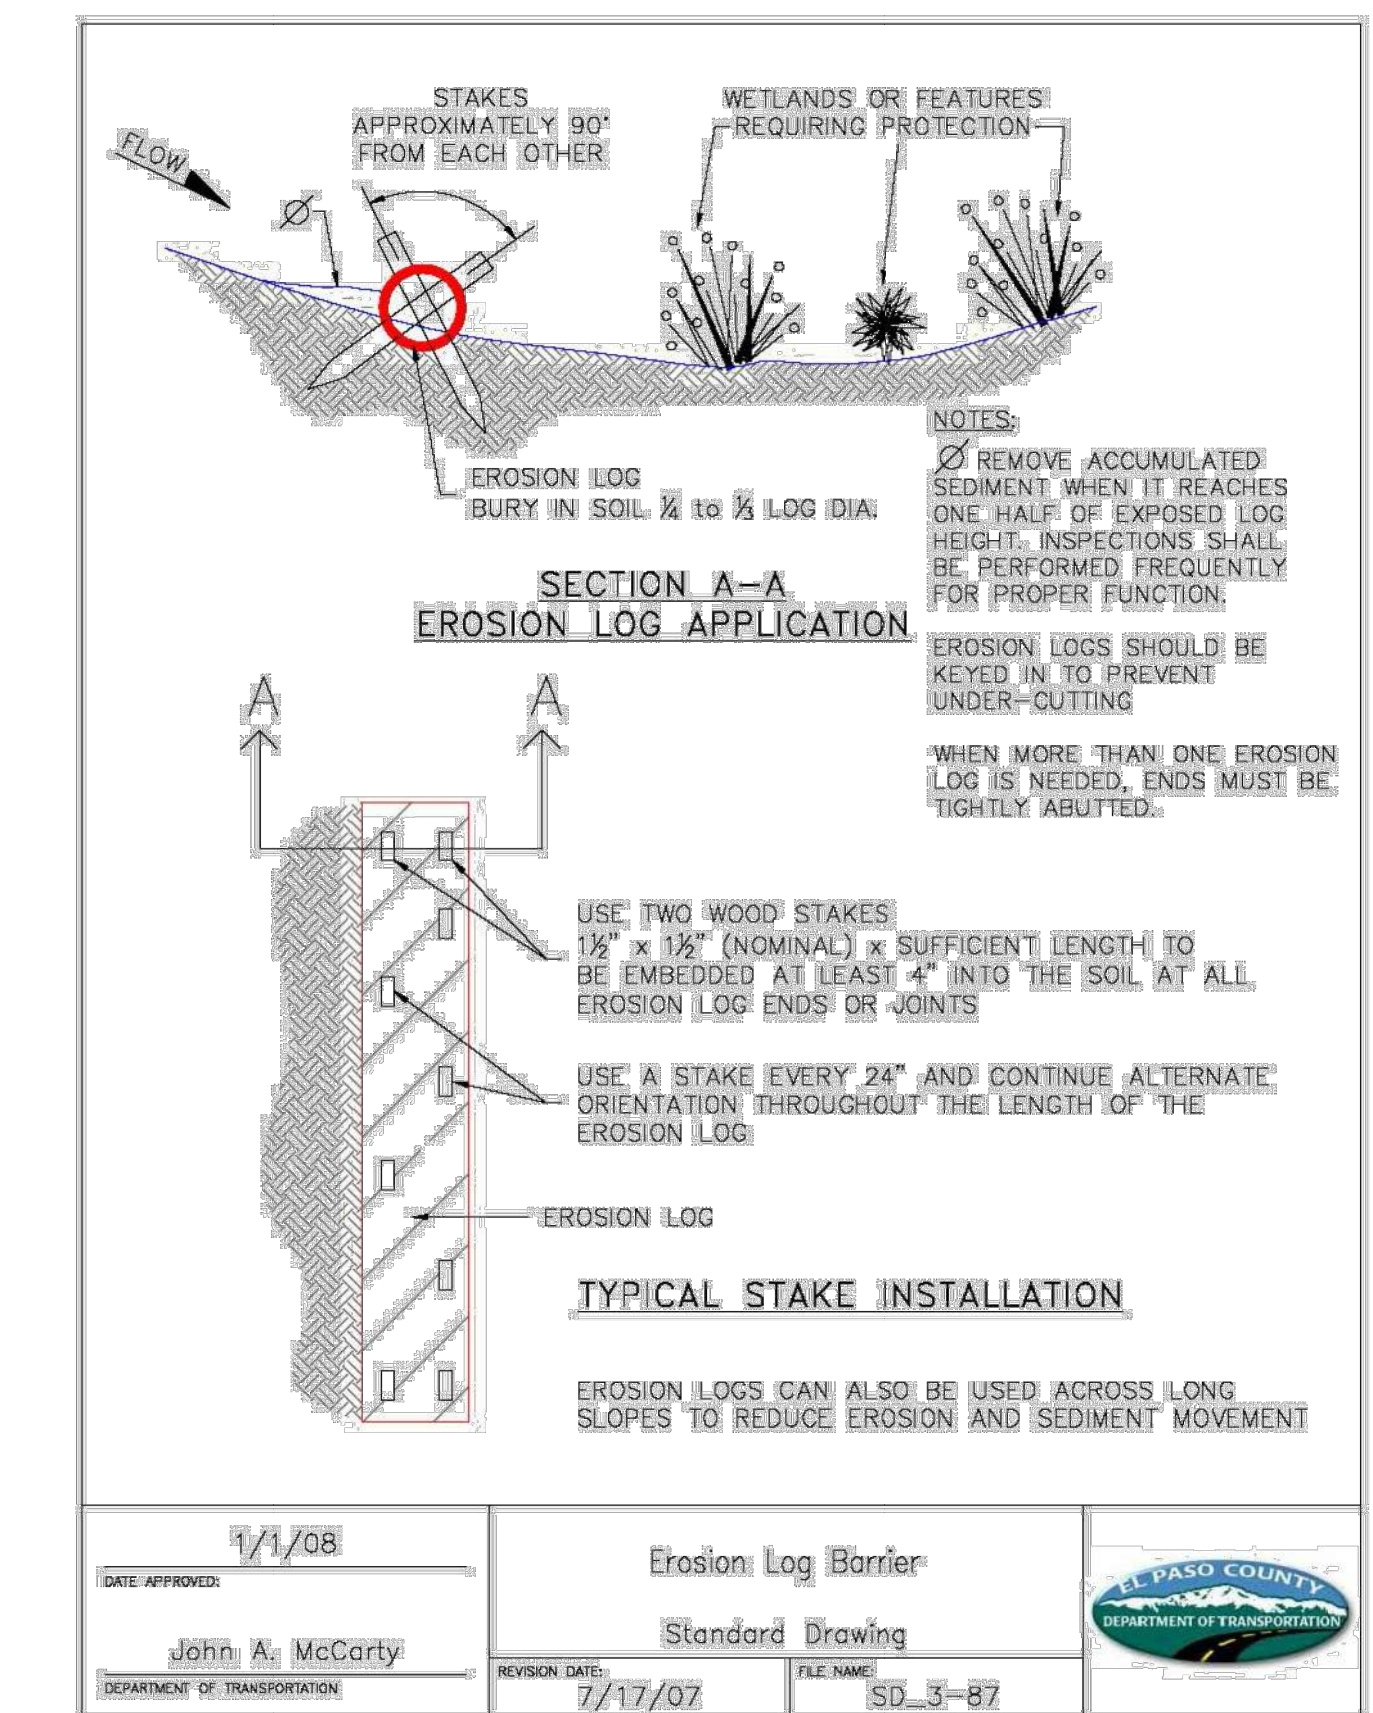 STAKES
APPROXIMATELY 90°
FROM EACH OTHER
WETLANDS OR FEATURES
REQUIRING PROTECTION
FLOW
Ø
EROSION LOG
BURY IN SOIL ¼ to ⅓ LOG DIA.
SECTION A-A
EROSION LOG APPLICATION
NOTES:
Ø REMOVE ACCUMULATED
SEDIMENT WHEN IT REACHES
ONE HALF OF EXPOSED LOG
HEIGHT. INSPECTIONS SHALL
BE PERFORMED FREQUENTLY
FOR PROPER FUNCTION.
EROSION LOGS SHOULD BE
KEYED IN TO PREVENT
UNDER-CUTTING
WHEN MORE THAN ONE EROSION
LOG IS NEEDED, ENDS MUST BE
TIGHTLY ABUTTED.
A A
USE TWO WOOD STAKES
1½" x 1½" (NOMINAL) x SUFFICIENT LENGTH TO
BE EMBEDDED AT LEAST 4" INTO THE SOIL AT ALL
EROSION LOG ENDS OR JOINTS
USE A STAKE EVERY 24" AND CONTINUE ALTERNATE
ORIENTATION THROUGHOUT THE LENGTH OF THE
EROSION LOG
EROSION LOG
TYPICAL STAKE INSTALLATION
EROSION LOGS CAN ALSO BE USED ACROSS LONG
SLOPES TO REDUCE EROSION AND SEDIMENT MOVEMENT
1/1/08
DATE APPROVED:
John A. McCarty
DEPARTMENT OF TRANSPORTATION
Erosion Log Barrier
Standard Drawing
REVISION DATE:
7/17/07
FILE NAME:
SD_3-87
EL PASO COUNTY
DEPARTMENT OF TRANSPORTATION